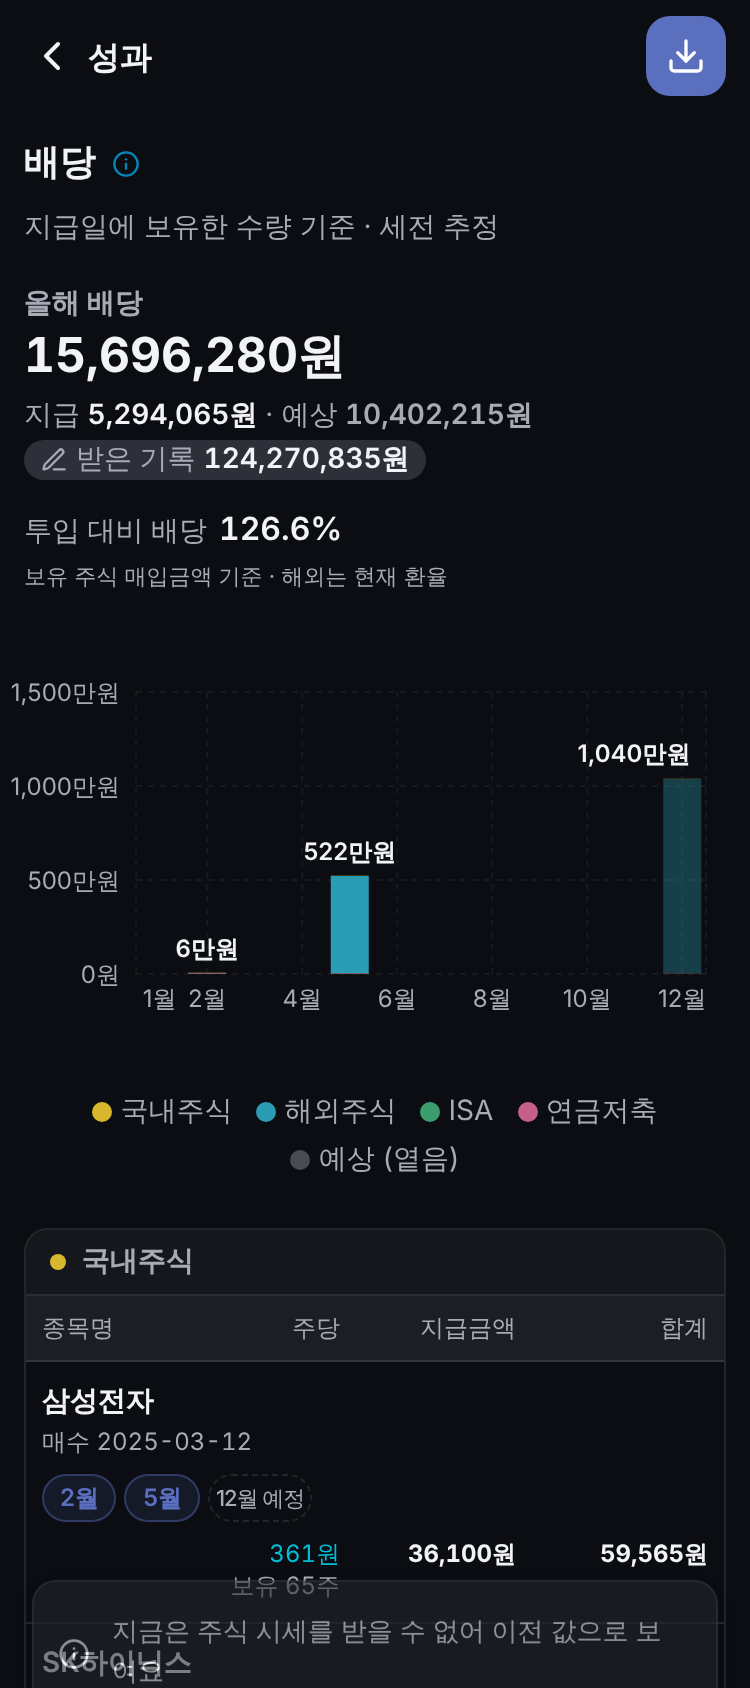 성과
배당
지급일에 보유한 수량 기준 · 세전 추정
올해 배당
15,696,280원
지급 5,294,065원 · 예상 10,402,215원
받은 기록 124,270,835원
투입 대비 배당 126.6%
보유 주식 매입금액 기준 · 해외는 현재 환율
1,500만원
1,040만원
1,000만원
522만원
500만원
6만원
0원
1월 2월 4월 6월 8월 10월 12월
국내주식 해외주식 ISA 연금저축
예상 (옅음)
국내주식
종목명 주당 지급금액 합계
삼성전자
매수 2025-03-12
2월 5월 12월 예정
361원 36,100원 59,565원
보유 65주
지금은 주식 시세를 받을 수 없어 이전 값으로 보
여요
SK하이닉스